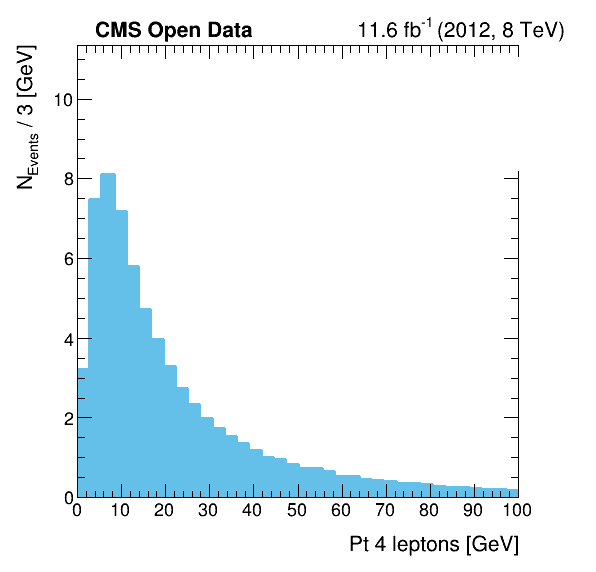 CMS Open Data
11.6 fb⁻¹ (2012, 8 TeV)
N_Events / 3 [GeV]
10
8
6
4
2
0
0 10 20 30 40 50 60 70 80 90 100
Pt 4 leptons [GeV]